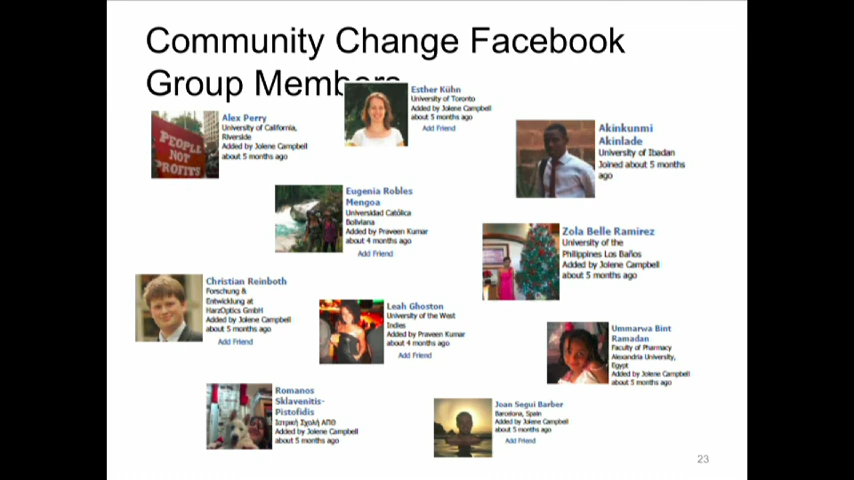 Community Change Facebook
Group Members
Esther Kühn
University of Toronto
Added by Jolene Campbell
about 5 months ago
Add Friend
Alex Perry
University of California,
Riverside
Added by Jolene Campbell
about 5 months ago
PEOPLE
NOT
PROFITS
Akinkunmi
Akinlade
University of Ibadan
Joined about 5 months
ago
Eugenia Robles
Mengoa
Universidad Católica
Boliviana
Added by Praveen Kumar
about 4 months ago
Add Friend
Zola Belle Ramirez
University of the
Philippines Los Baños
Added by Jolene Campbell
about 5 months ago
Christian Reinboth
Forschung &
Entwicklung at
HarzOptics GmbH
Added by Jolene Campbell
about 5 months ago
Add Friend
Leah Ghoston
University of the West
Indies
Added by Praveen Kumar
about 4 months ago
Add Friend
Ummarwa Bint
Ramadan
Faculty of Pharmacy
Alexandria University,
Egypt
Added by Jolene Campbell
about 5 months ago
Romanos
Sklavenitis-
Pistofidis
Ιατρική Σχολή ΑΠΘ
Added by Jolene Campbell
about 5 months ago
Joan Segui Barber
Barcelona, Spain
Added by Jolene Campbell
about 5 months ago
Add Friend
23